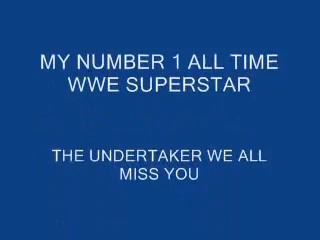 MY NUMBER 1 ALL TIME
WWE SUPERSTAR
THE UNDERTAKER WE ALL
MISS YOU